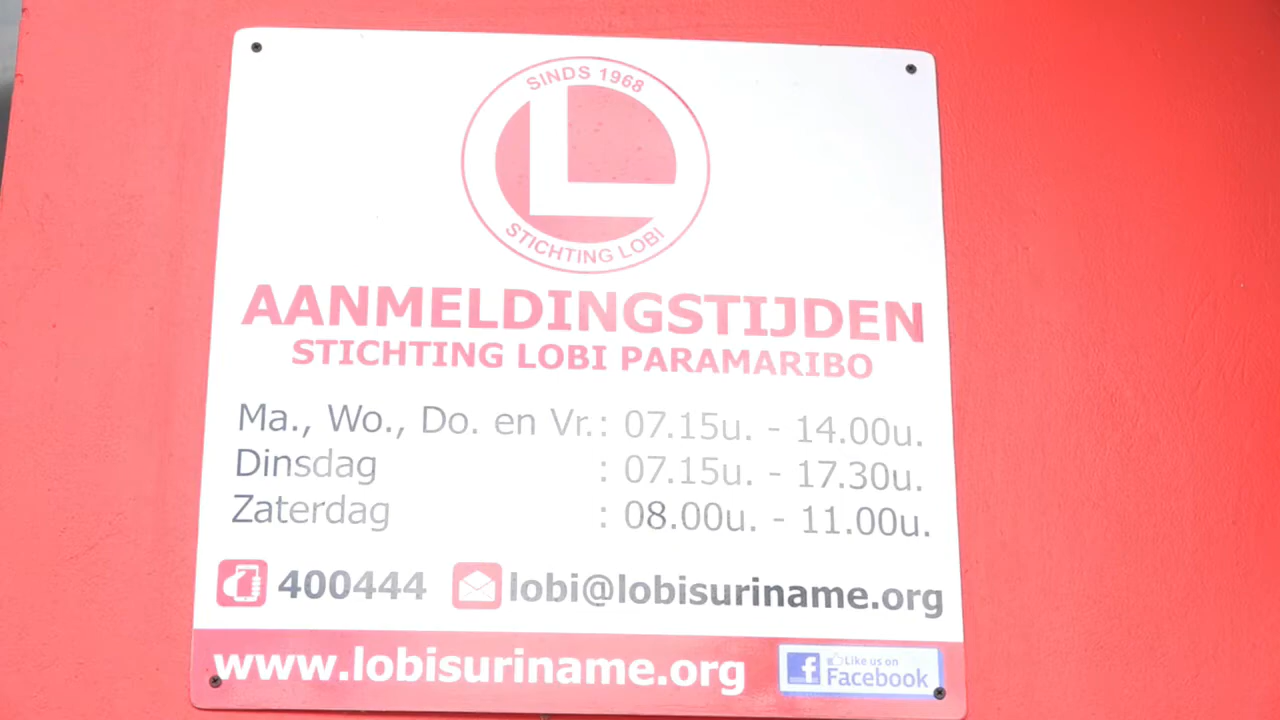 SINDS 1968
STICHTING LOBI
AANMELDINGSTIJDEN
STICHTING LOBI PARAMARIBO
Ma., Wo., Do. en Vr.: 07.15u. - 14.00u.
Dinsdag : 07.15u. - 17.30u.
Zaterdag : 08.00u. - 11.00u.
400444 lobi@lobisuriname.org
www.lobisuriname.org
f Like us on
Facebook